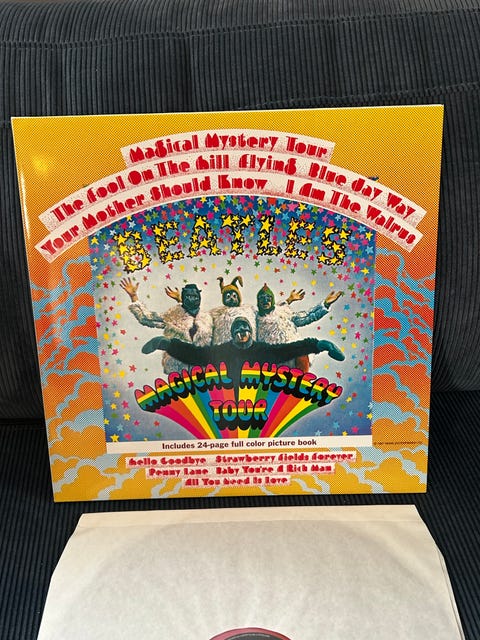 Magical Mystery Tour
The Fool On The Hill Flying Blue Jay Way
Your Mother Should Know I Am The Walrus
BEATLES
MAGICAL MYSTERY
TOUR
Includes 24-page full color picture book
Hello Goodbye Strawberry Fields Forever
Penny Lane Baby You're A Rich Man
All You Need Is Love